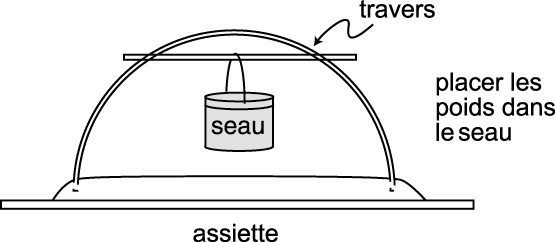 travers
placer les
poids dans
le seau
seau
assiette